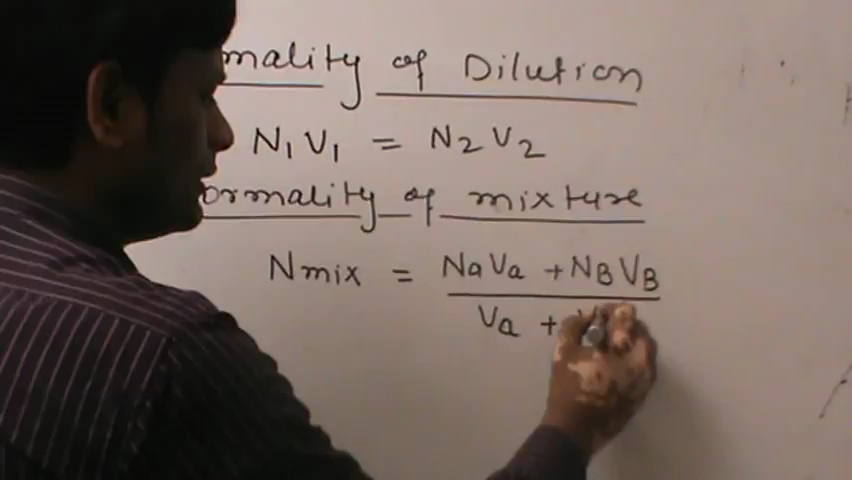 mality of Dilution
N₁V₁ = N₂V₂
ormality of mixture
Nmix = NaVa + NBVB
Va +